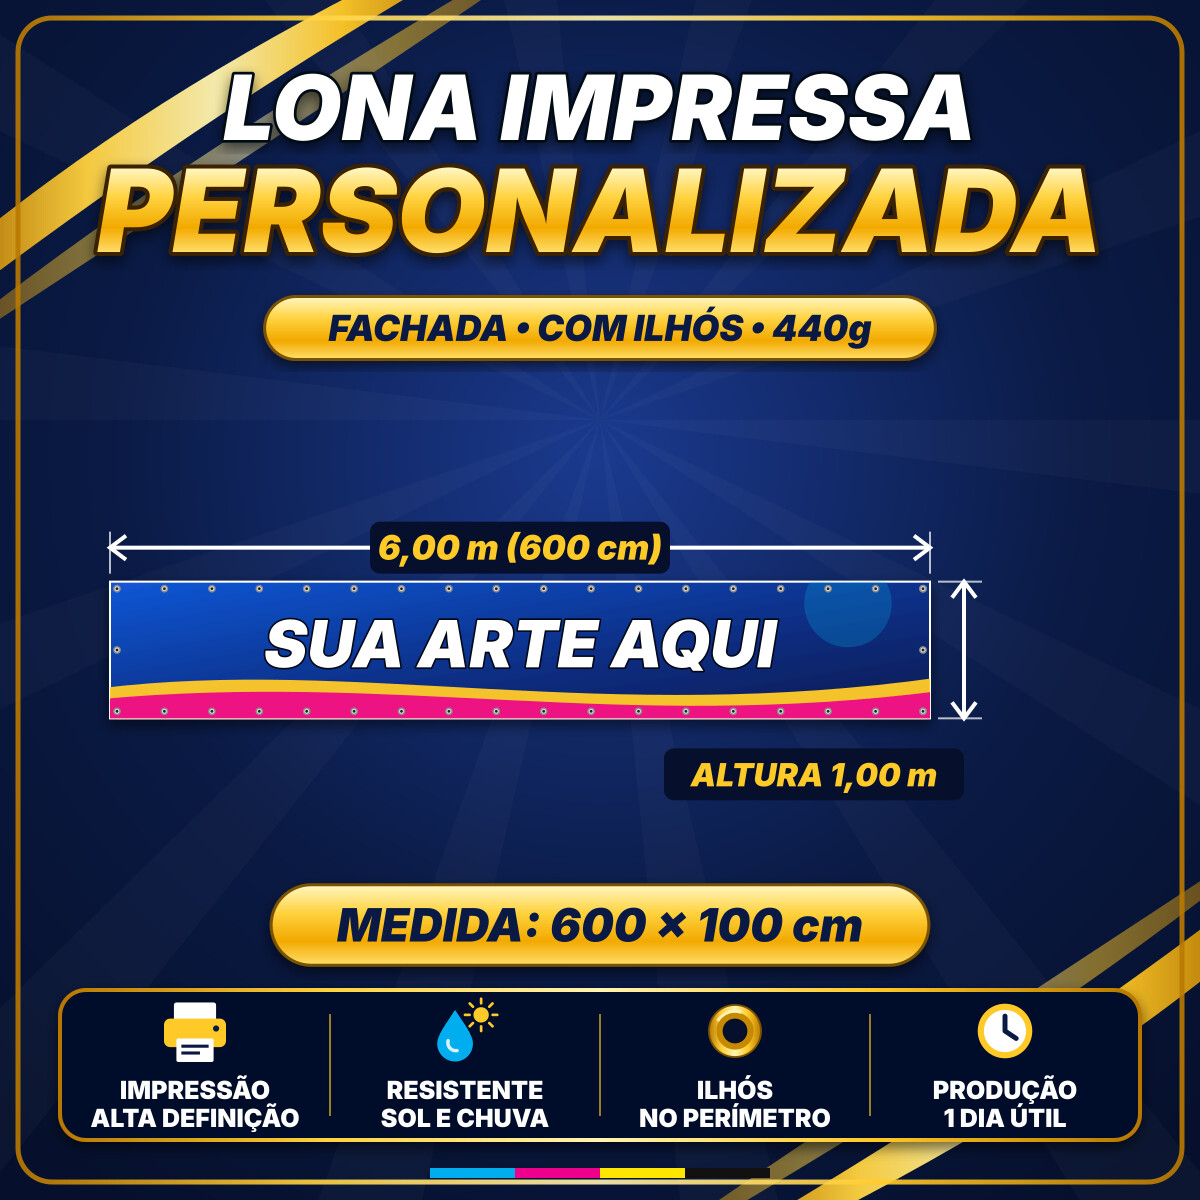 LONA IMPRESSA
PERSONALIZADA
FACHADA • COM ILHÓS • 440g
6,00 m (600 cm)
SUA ARTE AQUI
ALTURA 1,00 m
MEDIDA: 600 × 100 cm
IMPRESSÃO
ALTA DEFINIÇÃO
RESISTENTE
SOL E CHUVA
ILHÓS
NO PERÍMETRO
PRODUÇÃO
1 DIA ÚTIL